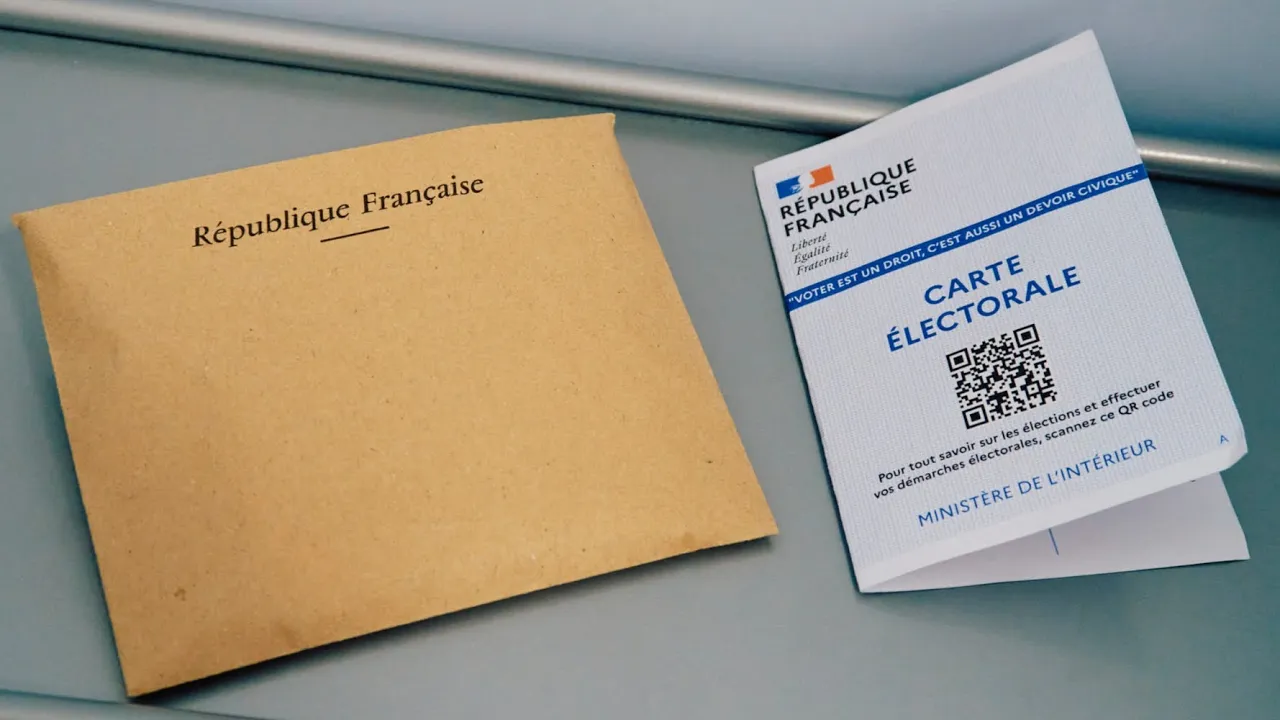 République Française
RÉPUBLIQUE
FRANÇAISE
Liberté
Égalité
Fraternité
"VOTER EST UN DROIT, C'EST AUSSI UN DEVOIR CIVIQUE"
CARTE
ÉLECTORALE
Pour tout savoir sur les élections et effectuer
vos démarches électorales, scannez ce QR code
MINISTÈRE DE L'INTÉRIEUR
A